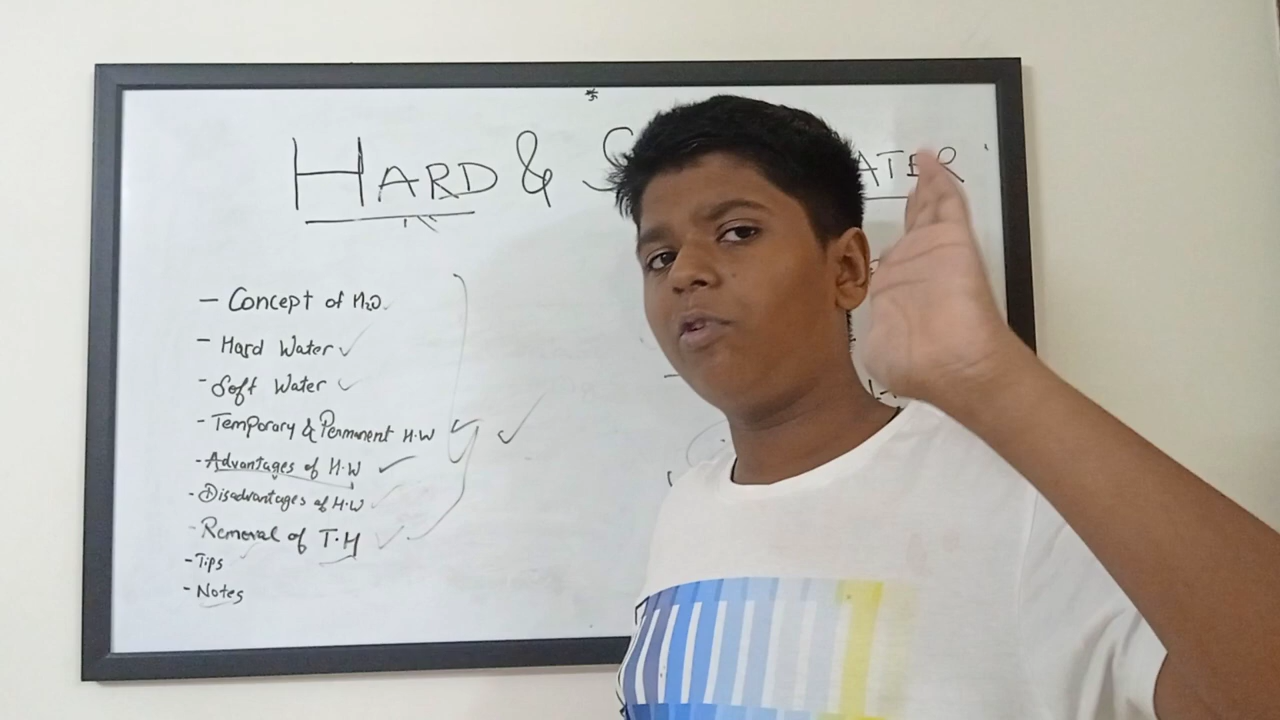 HARD & S ATER
- Concept of H2O
- Hard Water ✓
- Soft Water ✓
- Temporary & Permanent H.W ✓
- Advantages of H.W ✓
- Disadvantages of H.W ✓
- Removal of T.H ✓
- Tips
- Notes